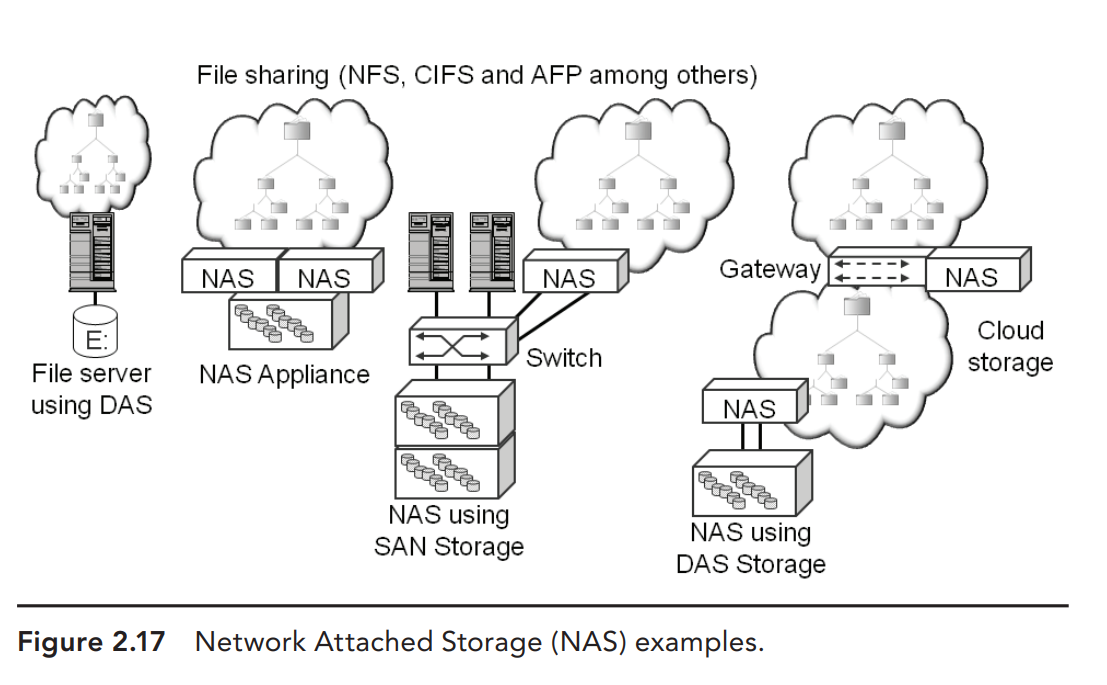 File sharing (NFS, CIFS and AFP among others)
E:
File server
using DAS
NAS
NAS
NAS Appliance
NAS
Switch
NAS using
SAN Storage
Gateway
NAS
Cloud
storage
NAS
NAS using
DAS Storage
Figure 2.17 Network Attached Storage (NAS) examples.